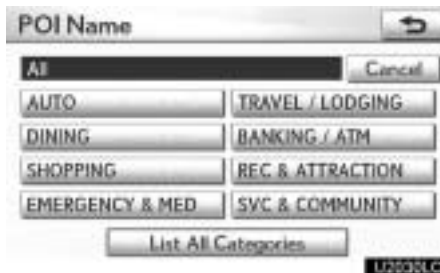 POI Name
All Cancel
AUTO TRAVEL / LODGING
DINING BANKING / ATM
SHOPPING REC & ATTRACTION
EMERGENCY & MED SVC & COMMUNITY
List All Categories